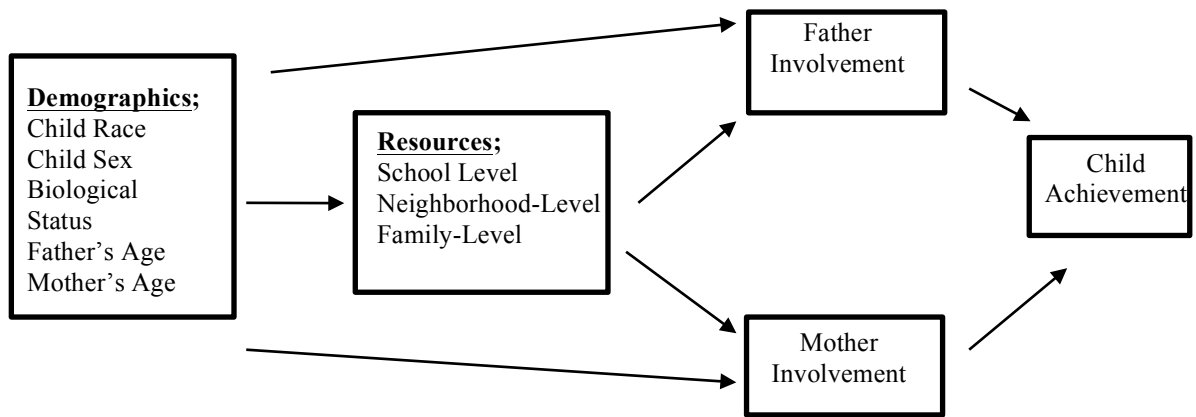 Demographics;
Child Race
Child Sex
Biological
Status
Father's Age
Mother's Age
Resources;
School Level
Neighborhood-Level
Family-Level
Father
Involvement
Mother
Involvement
Child
Achievement